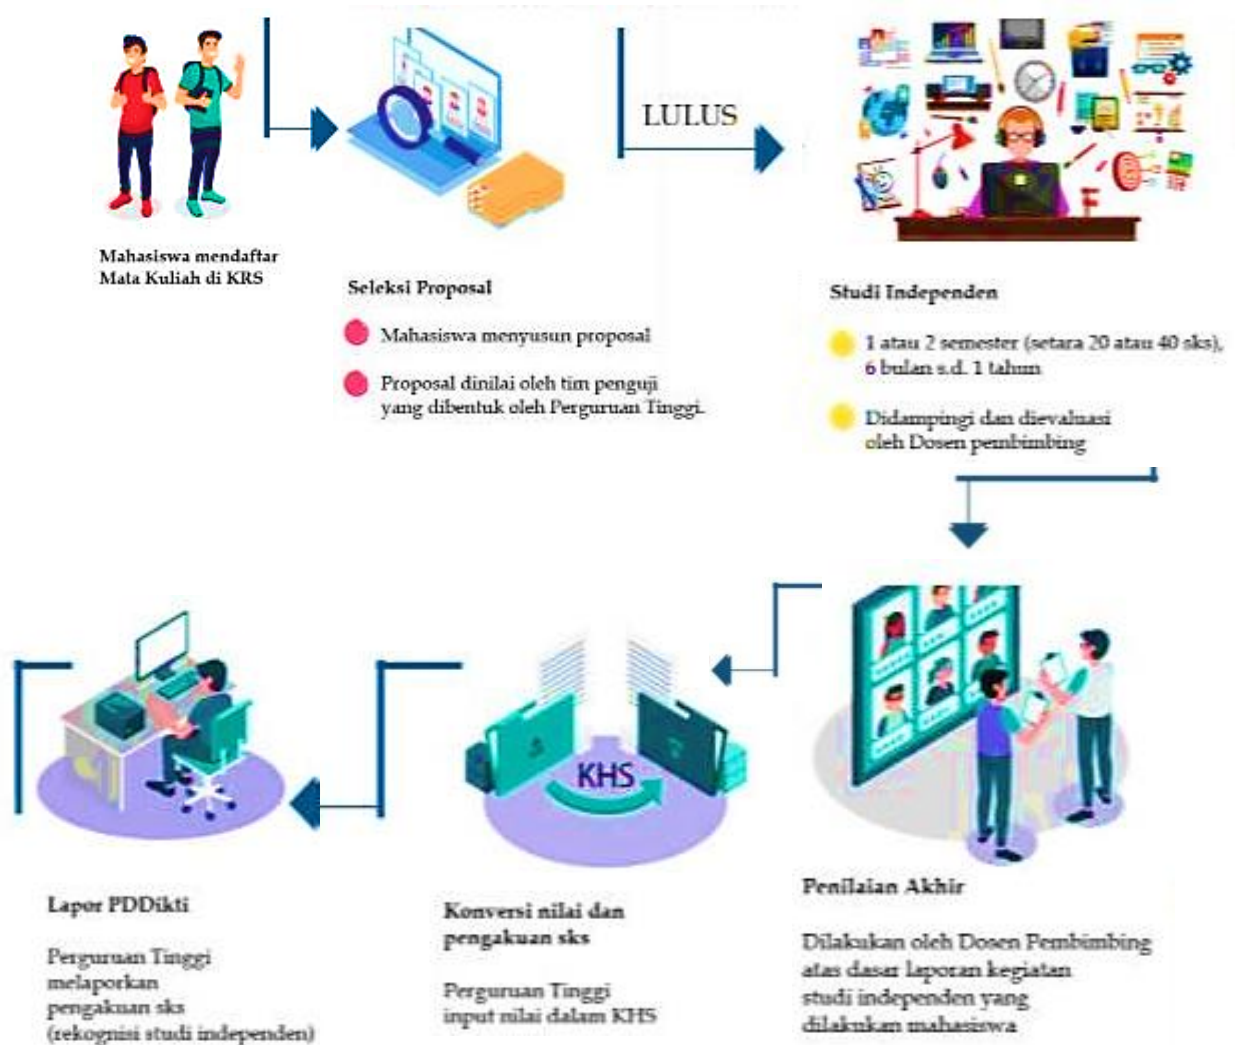 Mahasiswa mendaftar
Mata Kuliah di KRS
Seleksi Proposal
Mahasiswa menyusun proposal
Proposal dinilai oleh tim penguji
yang dibentuk oleh Perguruan Tinggi.
LULUS
Studi Independen
1 atau 2 semester (setara 20 atau 40 sks),
6 bulan s.d. 1 tahun
Didampingi dan dievaluasi
oleh Dosen pembimbing
Penilaian Akhir
Dilakukan oleh Dosen Pembimbing
atas dasar laporan kegiatan
studi independen yang
dilakukan mahasiswa
KHS
Konversi nilai dan
pengakuan sks
Perguruan Tinggi
input nilai dalam KHS
Lapor PDDikti
Perguruan Tinggi
melaporkan
pengakuan sks
(rekognisi studi independen)